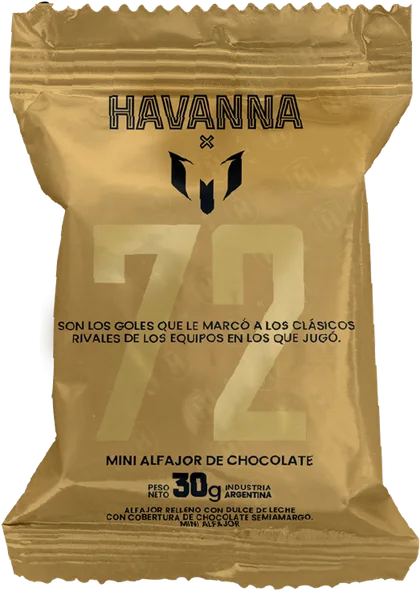 HAVANNA
×
72
SON LOS GOLES QUE LE MARCÓ A LOS CLÁSICOS
RIVALES DE LOS EQUIPOS EN LOS QUE JUGÓ.
MINI ALFAJOR DE CHOCOLATE
PESO NETO 30g INDUSTRIA ARGENTINA
ALFAJOR RELLENO CON DULCE DE LECHE
CON COBERTURA DE CHOCOLATE SEMIAMARGO.
MINI ALFAJOR